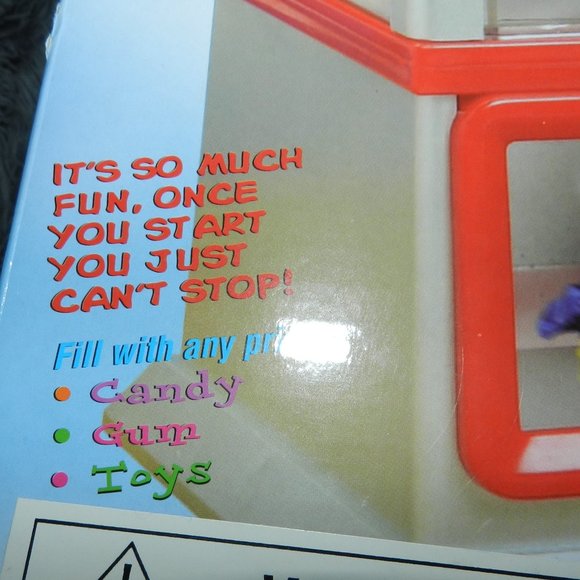 IT'S SO MUCH
FUN, ONCE
YOU START
YOU JUST
CAN'T STOP!
Fill with any
Candy
Gum
Toys